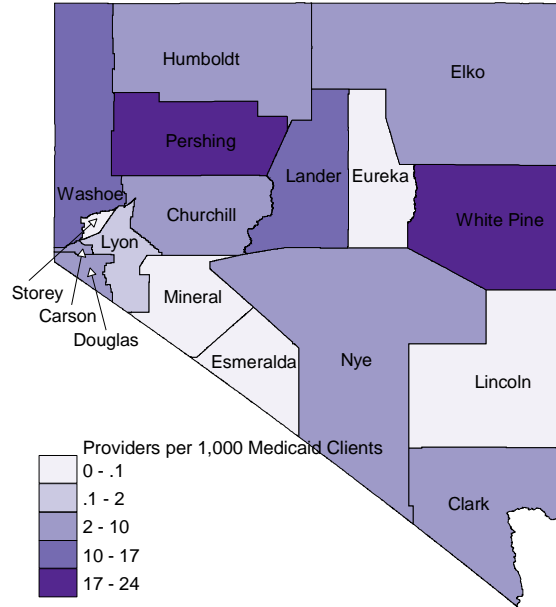 Humboldt
Elko
Pershing
Lander
Eureka
Washoe
Churchill
White Pine
Lyon
Storey
Carson
Douglas
Mineral
Esmeralda
Nye
Lincoln
Clark
Providers per 1,000 Medicaid Clients
0 - .1
.1 - 2
2 - 10
10 - 17
17 - 24